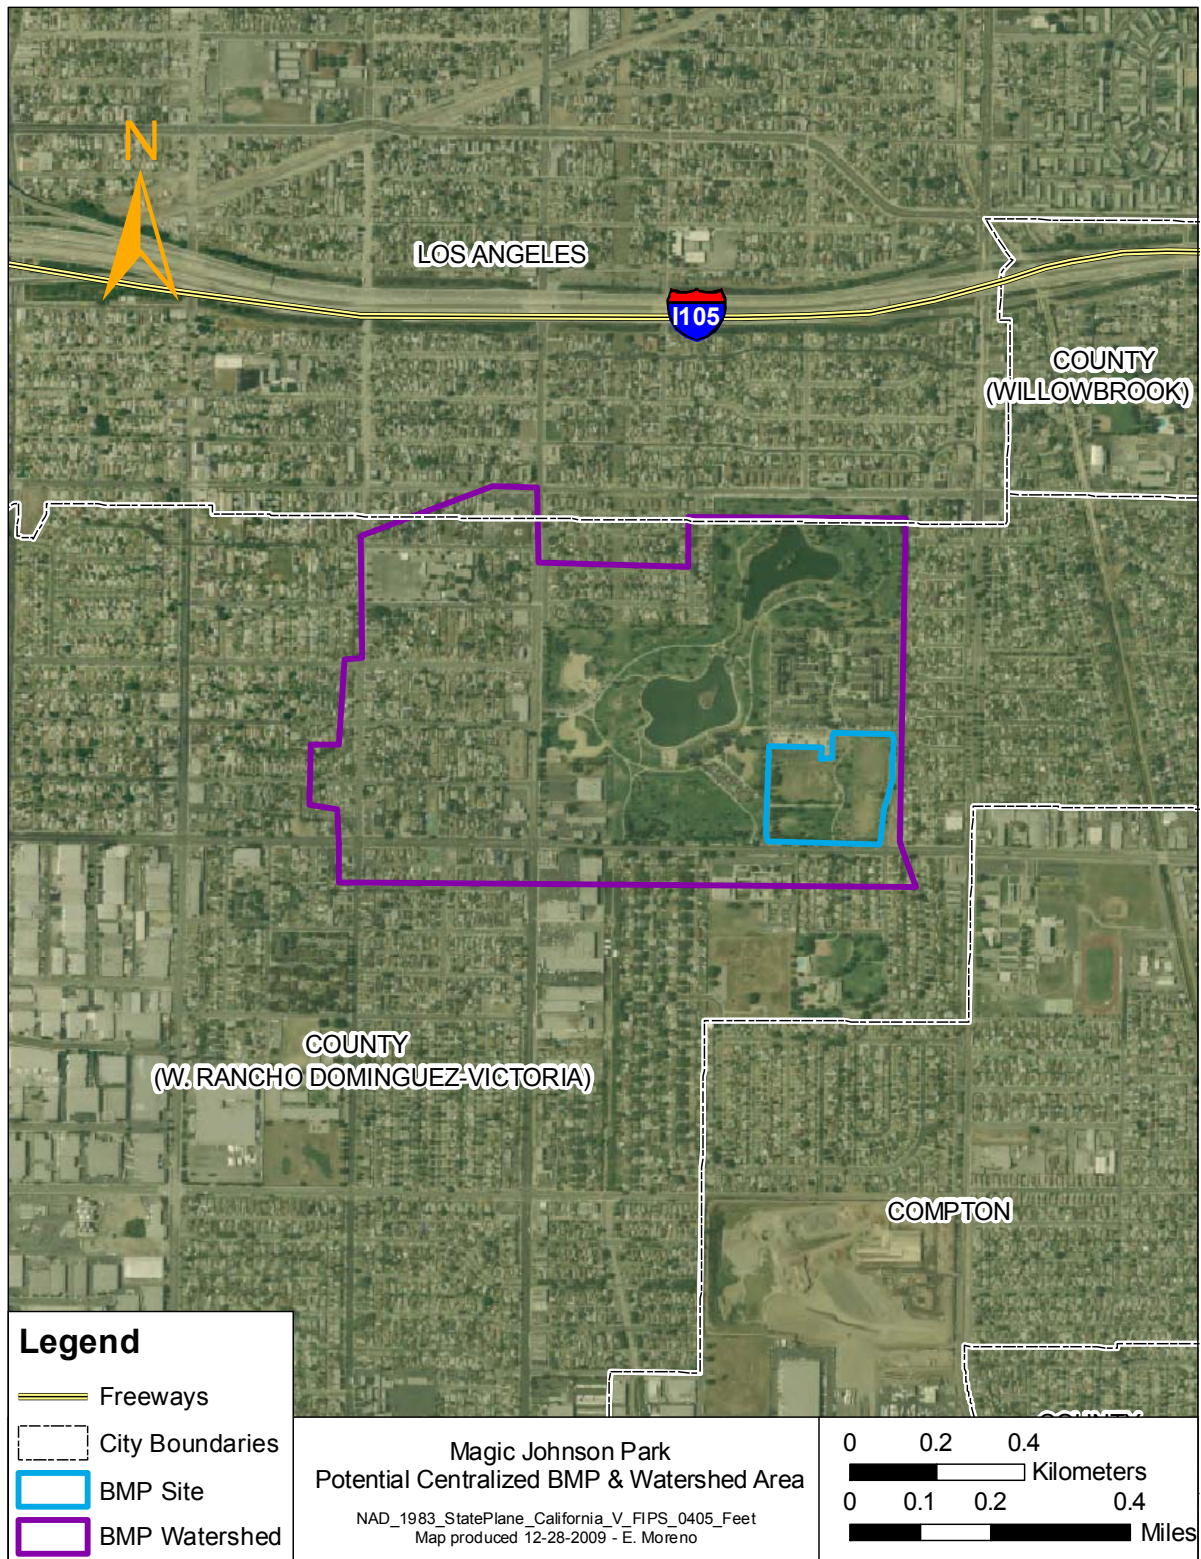 N
LOS ANGELES
I105
COUNTY
(WILLOWBROOK)
COUNTY
(W. RANCHO DOMINGUEZ-VICTORIA)
COMPTON
COUNTY
Legend
Freeways
City Boundaries
BMP Site
BMP Watershed
Magic Johnson Park
Potential Centralized BMP & Watershed Area
NAD_1983_StatePlane_California_V_FIPS_0405_Feet
Map produced 12-28-2009 - E. Moreno
0 0.2 0.4
Kilometers
0 0.1 0.2 0.4
Miles